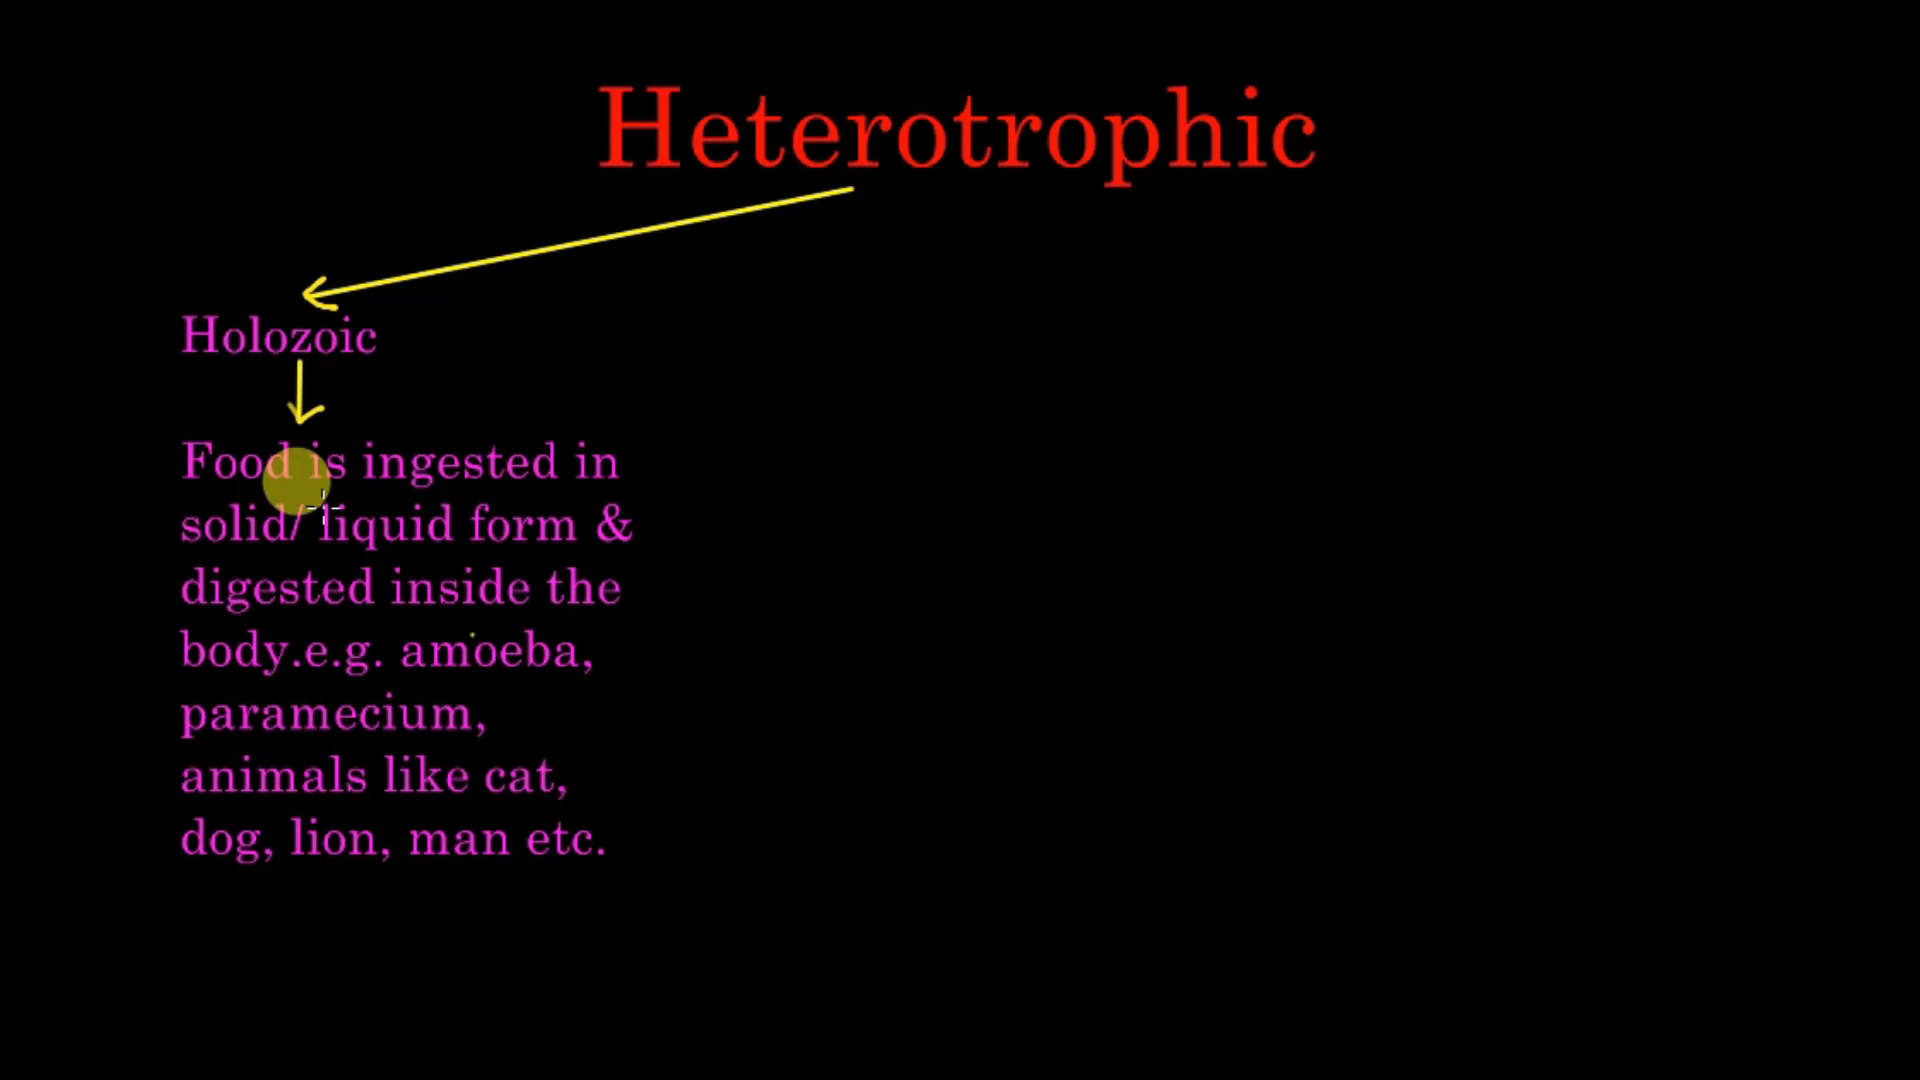 Heterotrophic
Holozoic
Food is ingested in
solid/ liquid form &
digested inside the
body.e.g. amoeba,
paramecium,
animals like cat,
dog, lion, man etc.